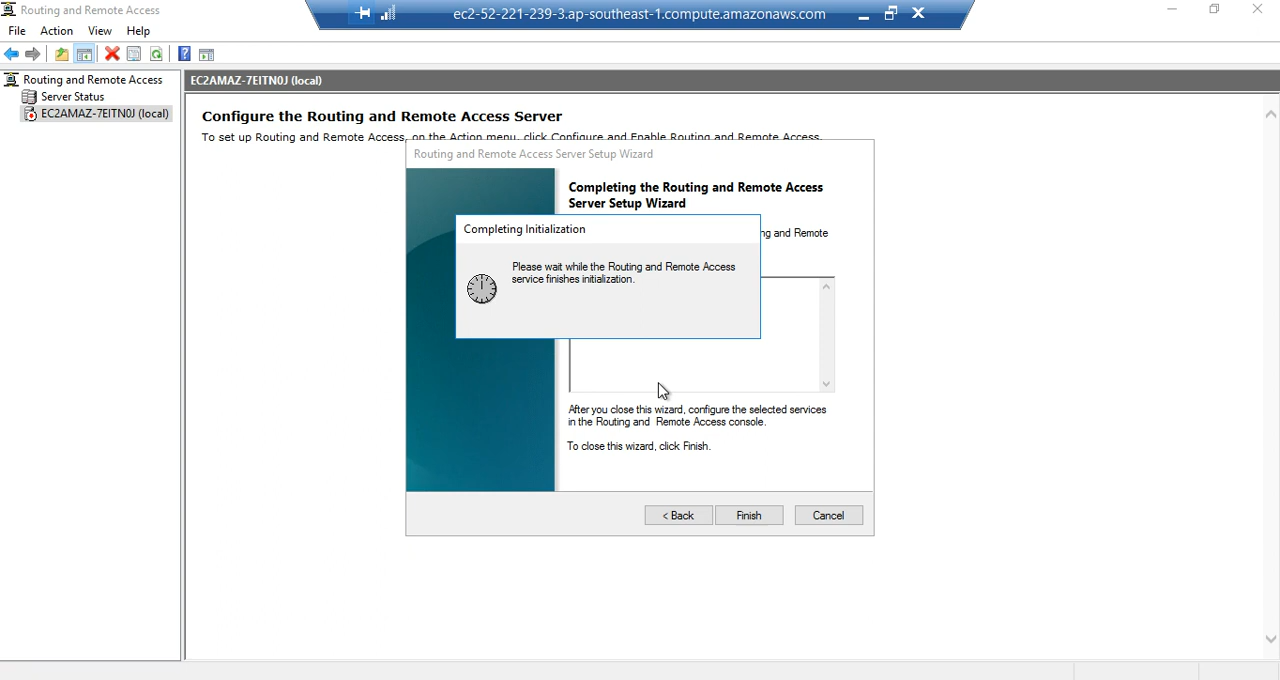 Routing and Remote Access
ec2-52-221-239-3.ap-southeast-1.compute.amazonaws.com
File Action View Help
Routing and Remote Access
Server Status
EC2AMAZ-7EITN0J (local)
EC2AMAZ-7EITN0J (local)
Configure the Routing and Remote Access Server
To set up Routing and Remote Access, on the Action menu, click Configure and Enable Routing and Remote Access.
Routing and Remote Access Server Setup Wizard
Completing the Routing and Remote Access
Server Setup Wizard
ng and Remote
Completing Initialization
Please wait while the Routing and Remote Access
service finishes initialization.
After you close this wizard, configure the selected services
in the Routing and Remote Access console.
To close this wizard, click Finish.
< Back
Finish
Cancel